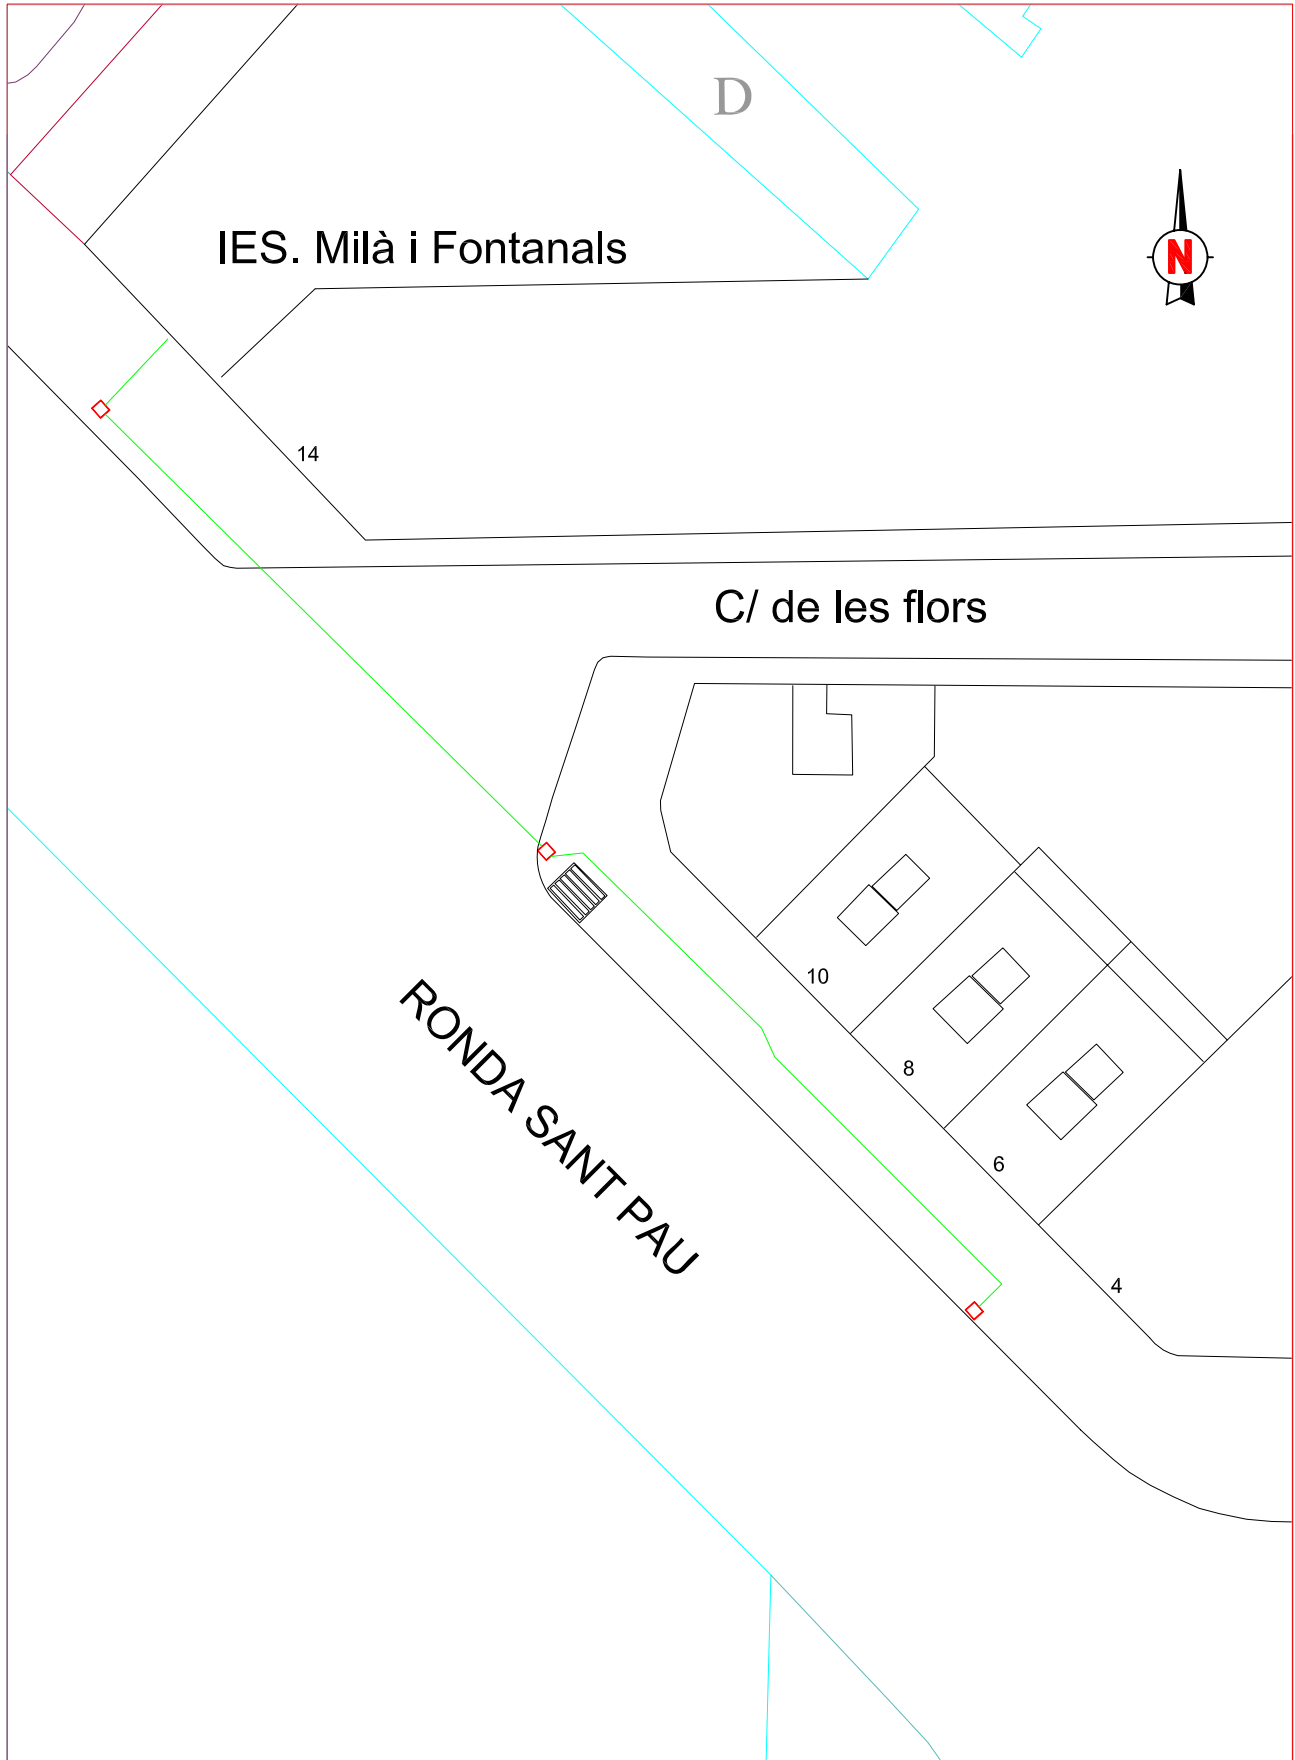 D
IES. Milà i Fontanals
N
14
C/ de les flors
10
RONDA SANT PAU
8
6
4